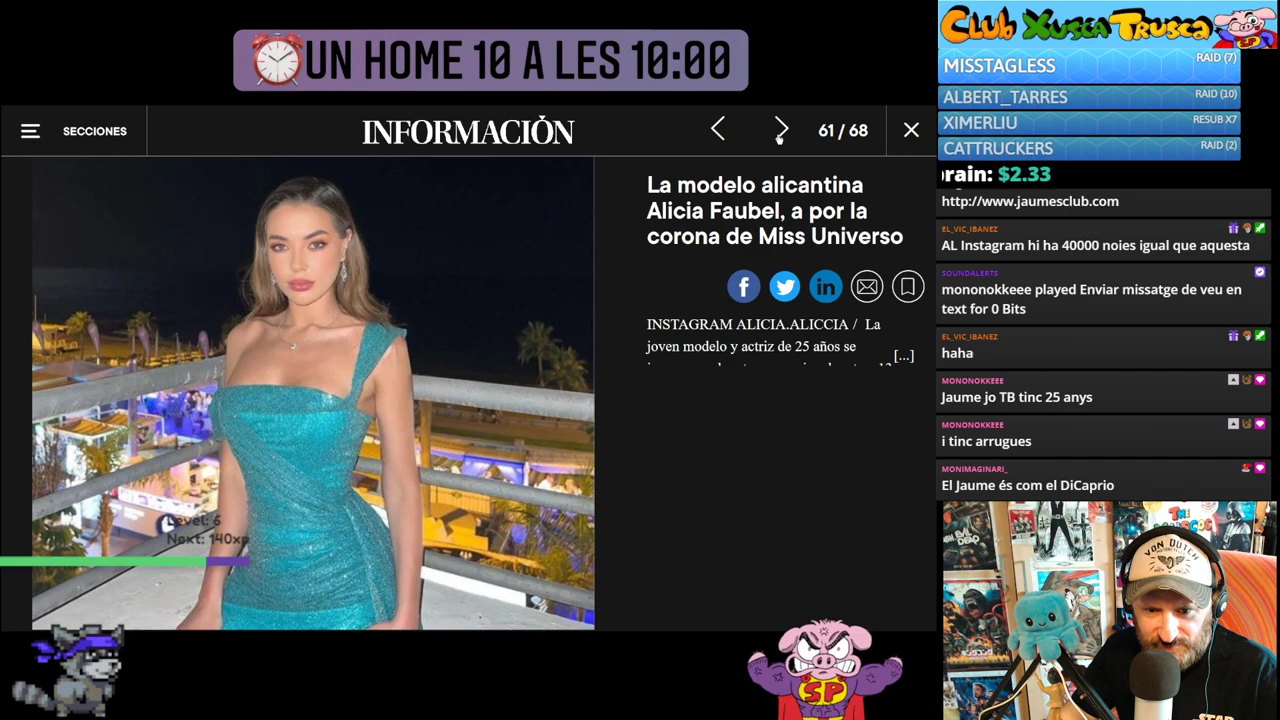 UN HOME 10 A LES 10:00
SECCIONES
INFORMACIÓN
61 / 68
La modelo alicantina
Alicia Faubel, a por la
corona de Miss Universo
INSTAGRAM ALICIA.ALICCIA / La
joven modelo y actriz de 25 años se
[...]
Level: 6
Next: 140xp
SP
Club Xusca Trusca
SP
MISSTAGLESS RAID (7)
ALBERT_TARRES RAID (10)
XIMERLIU RESUB X7
CATTRUCKERS RAID (2)
rain: $2.33
http://www.jaumesclub.com
EL_VIC_IBANEZ
AL Instagram hi ha 40000 noies igual que aquesta
SOUNDALERTS
mononokkeee played Enviar missatge de veu en
text for 0 Bits
EL_VIC_IBANEZ
haha
MONONOKKEEE
Jaume jo TB tinc 25 anys
MONONOKKEEE
i tinc arrugues
MONIMAGINARI_
El Jaume és com el DiCaprio
VON DUTCH
STAR